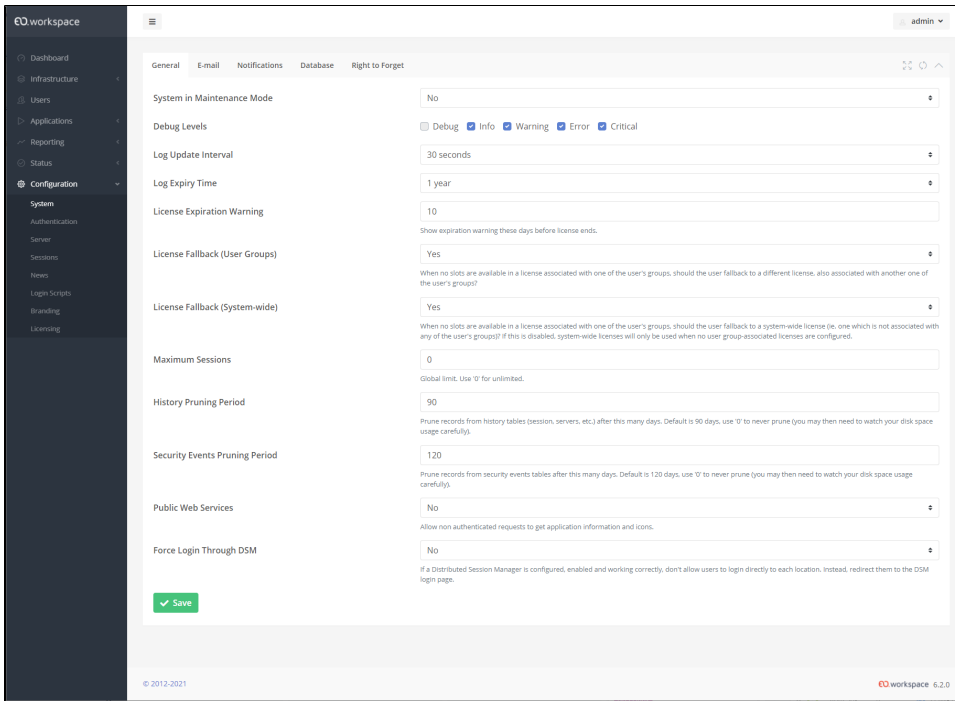 EO.workspace
admin
Dashboard
Infrastructure
Users
Applications
Reporting
Status
Configuration
System
Authentication
Server
Sessions
News
Login Scripts
Branding
Licensing
General E-mail Notifications Database Right to Forget
System in Maintenance Mode No
Debug Levels Debug Info Warning Error Critical
Log Update Interval 30 seconds
Log Expiry Time 1 year
License Expiration Warning 10
Show expiration warning these days before license ends.
License Fallback (User Groups) Yes
When no slots are available in a license associated with one of the user's groups, should the user fallback to a different license, also associated with another one of
the user's groups?
License Fallback (System-wide) Yes
When no slots are available in a license associated with one of the user's groups, should the user fallback to a system-wide license (ie. one which is not associated with
any of the user's groups)? If this is disabled, system-wide licenses will only be used when no user group-associated licenses are configured.
Maximum Sessions 0
Global limit. Use '0' for unlimited.
History Pruning Period 90
Prune records from history tables (session, servers, etc.) after this many days. Default is 90 days, use '0' to never prune (you may then need to watch your disk space
usage carefully).
Security Events Pruning Period 120
Prune records from security events tables after this many days. Default is 120 days, use '0' to never prune (you may then need to watch your disk space usage
carefully).
Public Web Services No
Allow non authenticated requests to get application information and icons.
Force Login Through DSM No
If a Distributed Session Manager is configured, enabled and working correctly, don't allow users to login directly to each location. Instead, redirect them to the DSM
login page.
Save
© 2012-2021
EO.workspace 6.2.0